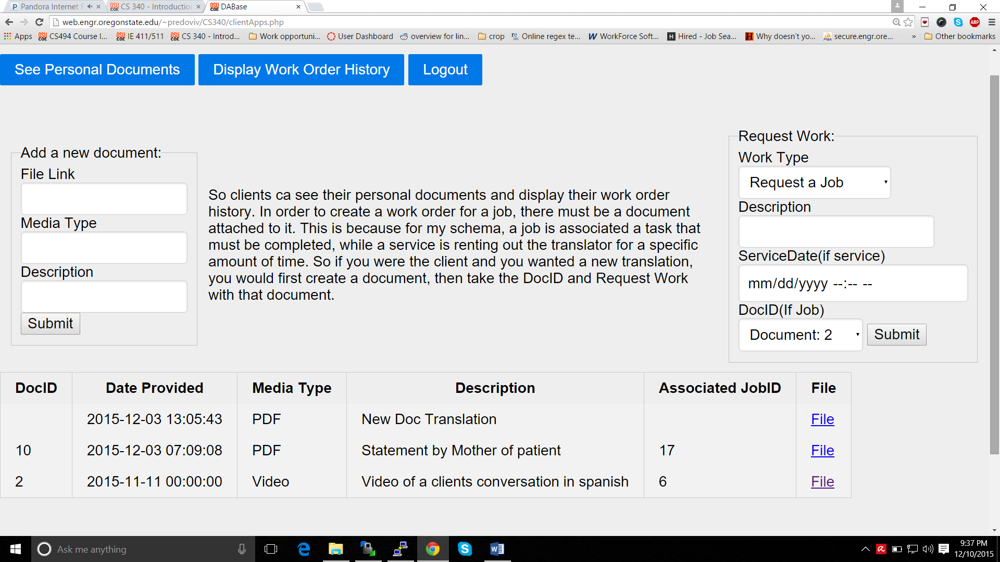 Pandora Internet R
CS 340 - Introduction
DABase
web.engr.oregonstate.edu/~predoviv/CS340/clientApps.php
Apps CS494 Course I... IE 411/511 CS 340 - Introd... Work opportuni... User Dashboard overview for lin... crop Online regex te... WorkForce Soft... Hired - Job Sea... Why doesn't yo... secure.engr.ore... » Other bookmarks
See Personal Documents Display Work Order History Logout
Add a new document:
File Link
Media Type
Description
Submit
So clients ca see their personal documents and display their work order
history. In order to create a work order for a job, there must be a document
attached to it. This is because for my schema, a job is associated a task that
must be completed, while a service is renting out the translator for a specific
amount of time. So if you were the client and you wanted a new translation,
you would first create a document, then take the DocID and Request Work
with that document.
Request Work:
Work Type
Request a Job
Description
ServiceDate(if service)
mm/dd/yyyy --:-- --
DocID(If Job)
Document: 2 Submit
DocID Date Provided Media Type Description Associated JobID File
2015-12-03 13:05:43 PDF New Doc Translation File
10 2015-12-03 07:09:08 PDF Statement by Mother of patient 17 File
2 2015-11-11 00:00:00 Video Video of a clients conversation in spanish 6 File
Ask me anything
9:37 PM
12/10/2015